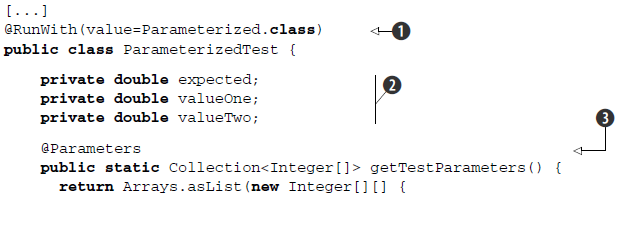 [...]
@RunWith(value=Parameterized.class) 1
public class ParameterizedTest {
private double expected;
private double valueOne; 2
private double valueTwo;
3
@Parameters
public static Collection<Integer[]> getTestParameters() {
return Arrays.asList(new Integer[][] {